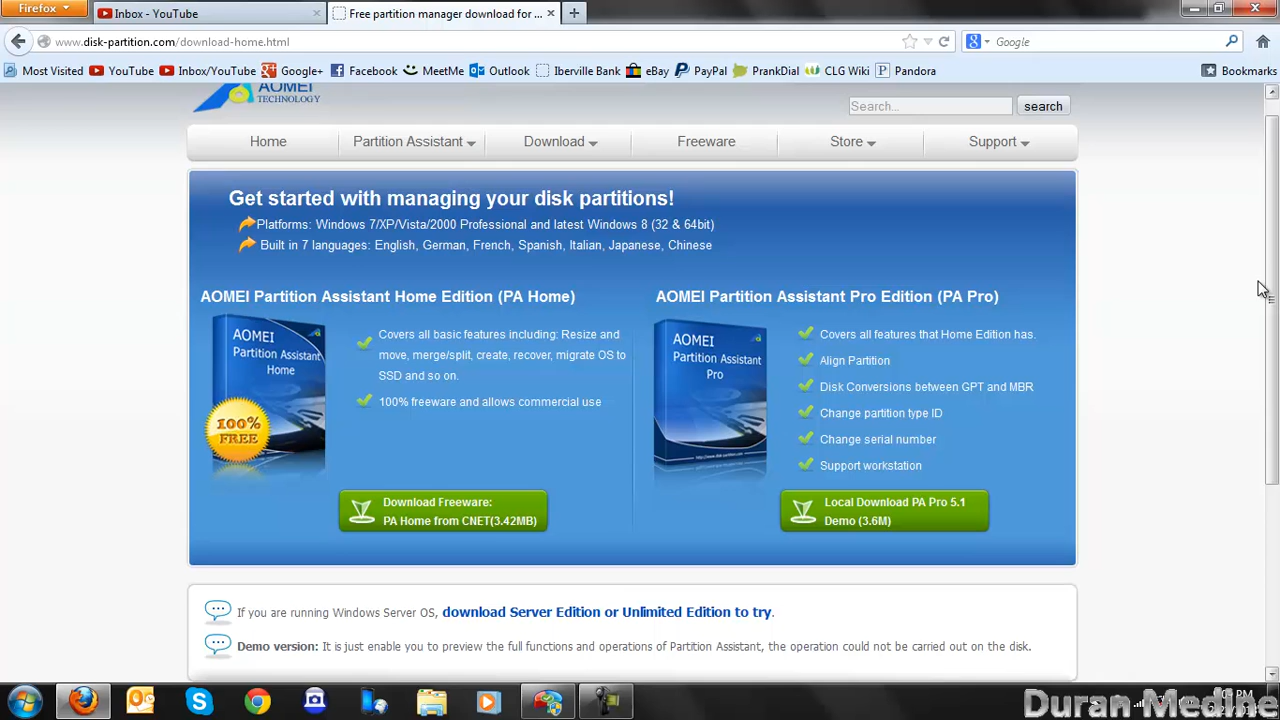 Firefox
Inbox - YouTube
Free partition manager download for ...
www.disk-partition.com/download-home.html
Google
Most Visited YouTube Inbox/YouTube Google+ Facebook MeetMe Outlook Iberville Bank eBay PayPal PrankDial CLG Wiki Pandora Bookmarks
AOMEI
TECHNOLOGY
Search...
search
Home Partition Assistant Download Freeware Store Support
Get started with managing your disk partitions!
Platforms: Windows 7/XP/Vista/2000 Professional and latest Windows 8 (32 & 64bit)
Built in 7 languages: English, German, French, Spanish, Italian, Japanese, Chinese
AOMEI Partition Assistant Home Edition (PA Home)
AOMEI
Partition Assistant
Home
100%
FREE
Covers all basic features including: Resize and
move, merge/split, create, recover, migrate OS to
SSD and so on.
100% freeware and allows commercial use
Download Freeware:
PA Home from CNET(3.42MB)
AOMEI Partition Assistant Pro Edition (PA Pro)
AOMEI
Partition Assistant
Pro
Covers all features that Home Edition has.
Align Partition
Disk Conversions between GPT and MBR
Change partition type ID
Change serial number
Support workstation
Local Download PA Pro 5.1
Demo (3.6M)
If you are running Windows Server OS, download Server Edition or Unlimited Edition to try.
Demo version: It is just enable you to preview the full functions and operations of Partition Assistant, the operation could not be carried out on the disk.
Duran